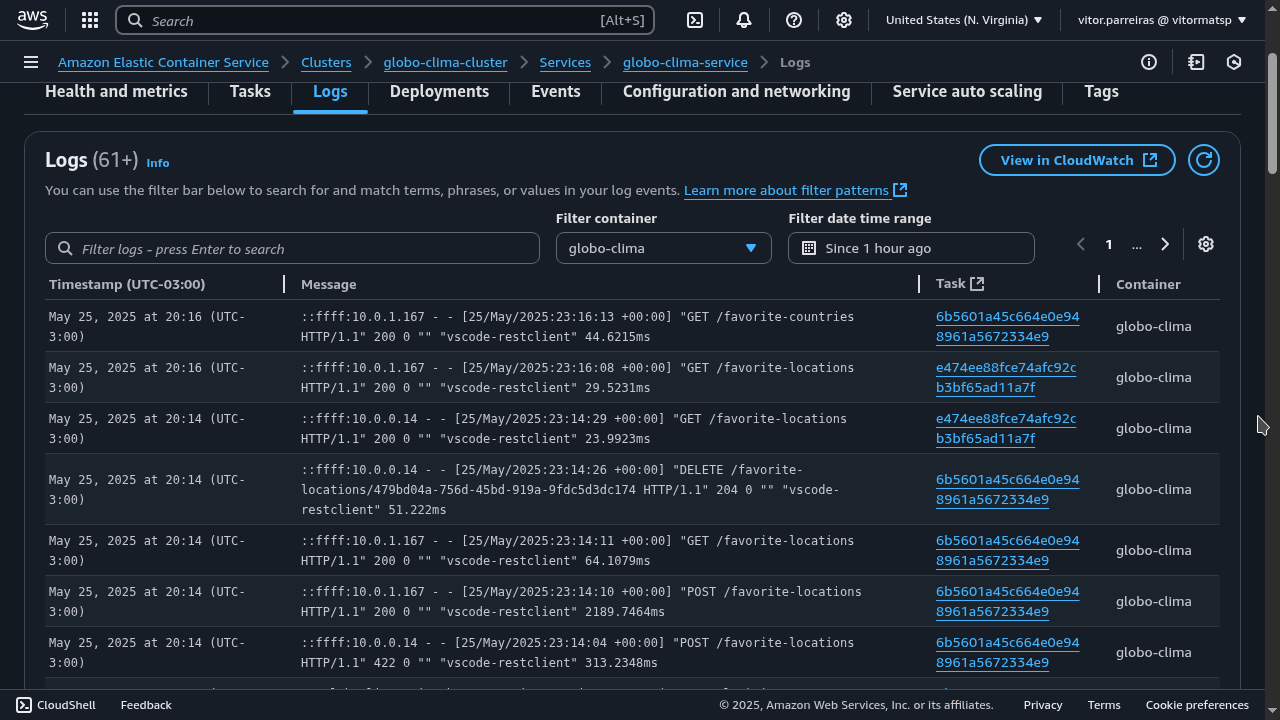 aws
Search
[Alt+S]
United States (N. Virginia)
vitor.parreiras @ vitormatsp
Amazon Elastic Container Service
Clusters
globo-clima-cluster
Services
globo-clima-service
Logs
Health and metrics
Tasks
Logs
Deployments
Events
Configuration and networking
Service auto scaling
Tags
Logs (61+) Info
View in CloudWatch
You can use the filter bar below to search for and match terms, phrases, or values in your log events. Learn more about filter patterns
Filter container
Filter date time range
Filter logs - press Enter to search
globo-clima
Since 1 hour ago
1
...
Timestamp (UTC-03:00)
Message
Task
Container
May 25, 2025 at 20:16 (UTC-
3:00)
::ffff:10.0.1.167 - - [25/May/2025:23:16:13 +00:00] "GET /favorite-countries
HTTP/1.1" 200 0 "" "vscode-restclient" 44.6215ms
6b5601a45c664e0e94
8961a5672334e9
globo-clima
May 25, 2025 at 20:16 (UTC-
3:00)
::ffff:10.0.1.167 - - [25/May/2025:23:16:08 +00:00] "GET /favorite-locations
HTTP/1.1" 200 0 "" "vscode-restclient" 29.5231ms
e474ee88fce74afc92c
b3bf65ad11a7f
globo-clima
May 25, 2025 at 20:14 (UTC-
3:00)
::ffff:10.0.0.14 - - [25/May/2025:23:14:29 +00:00] "GET /favorite-locations
HTTP/1.1" 200 0 "" "vscode-restclient" 23.9923ms
e474ee88fce74afc92c
b3bf65ad11a7f
globo-clima
May 25, 2025 at 20:14 (UTC-
3:00)
::ffff:10.0.0.14 - - [25/May/2025:23:14:26 +00:00] "DELETE /favorite-
locations/479bd04a-756d-45bd-919a-9fdc5d3dc174 HTTP/1.1" 204 0 "" "vscode-
restclient" 51.222ms
6b5601a45c664e0e94
8961a5672334e9
globo-clima
May 25, 2025 at 20:14 (UTC-
3:00)
::ffff:10.0.1.167 - - [25/May/2025:23:14:11 +00:00] "GET /favorite-locations
HTTP/1.1" 200 0 "" "vscode-restclient" 64.1079ms
6b5601a45c664e0e94
8961a5672334e9
globo-clima
May 25, 2025 at 20:14 (UTC-
3:00)
::ffff:10.0.1.167 - - [25/May/2025:23:14:10 +00:00] "POST /favorite-locations
HTTP/1.1" 200 0 "" "vscode-restclient" 2189.7464ms
6b5601a45c664e0e94
8961a5672334e9
globo-clima
May 25, 2025 at 20:14 (UTC-
3:00)
::ffff:10.0.0.14 - - [25/May/2025:23:14:04 +00:00] "POST /favorite-locations
HTTP/1.1" 422 0 "" "vscode-restclient" 313.2348ms
6b5601a45c664e0e94
8961a5672334e9
globo-clima
CloudShell
Feedback
© 2025, Amazon Web Services, Inc. or its affiliates.
Privacy
Terms
Cookie preferences